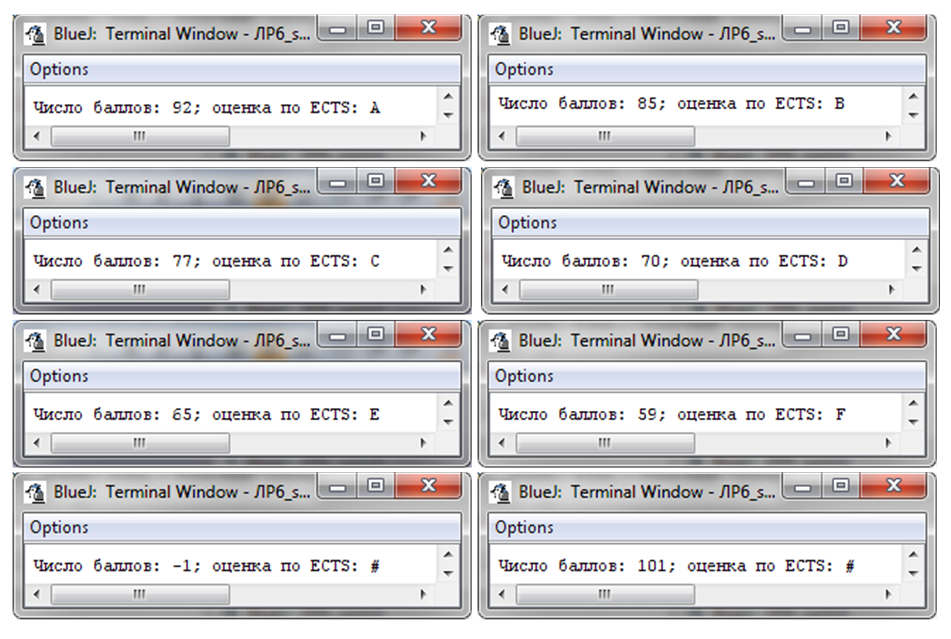 BlueJ: Terminal Window - ЛР6_s...
Options
Число баллов: 92; оценка по ECTS: A
BlueJ: Terminal Window - ЛР6_s...
Options
Число баллов: 85; оценка по ECTS: B
BlueJ: Terminal Window - ЛР6_s...
Options
Число баллов: 77; оценка по ECTS: C
BlueJ: Terminal Window - ЛР6_s...
Options
Число баллов: 70; оценка по ECTS: D
BlueJ: Terminal Window - ЛР6_s...
Options
Число баллов: 65; оценка по ECTS: E
BlueJ: Terminal Window - ЛР6_s...
Options
Число баллов: 59; оценка по ECTS: F
BlueJ: Terminal Window - ЛР6_s...
Options
Число баллов: -1; оценка по ECTS: #
BlueJ: Terminal Window - ЛР6_s...
Options
Число баллов: 101; оценка по ECTS: #